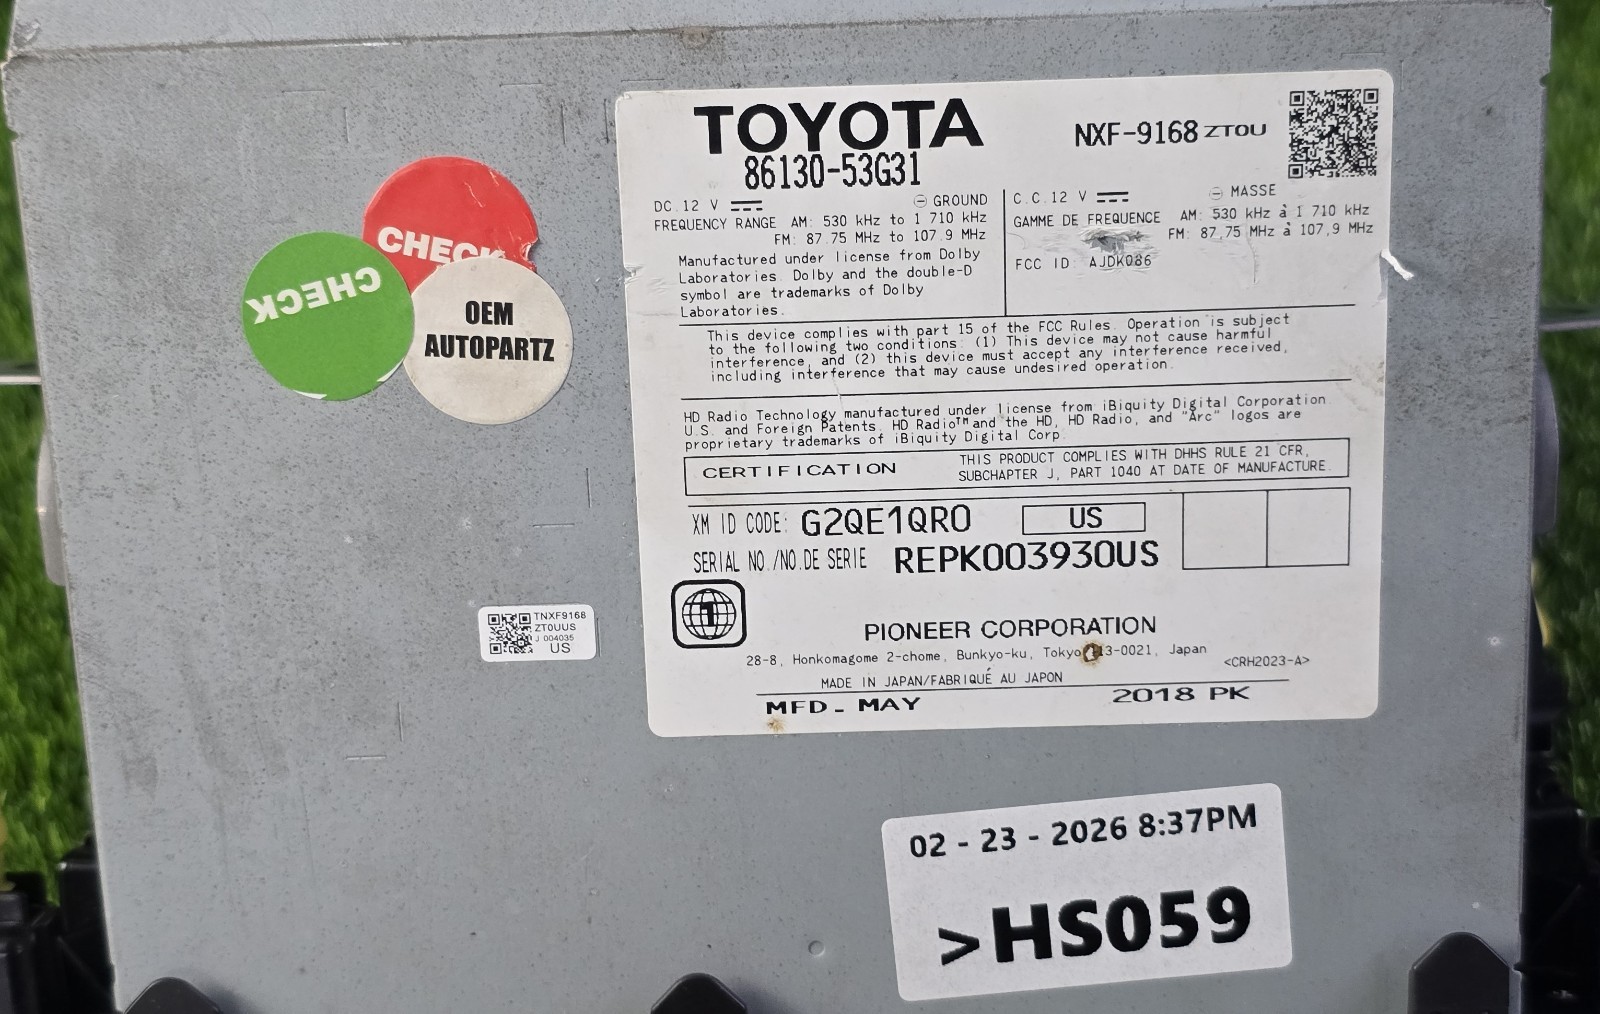 TOYOTA
86130-53G31
NXF-9168 ZTOU
DC.12 V
GROUND
FREQUENCY RANGE AM: 530 kHz to 1 710 kHz
FM: 87.75 MHz to 107.9 MHz
Manufactured under license from Dolby
Laboratories. Dolby and the double-D
symbol are trademarks of Dolby
Laboratories.
C.C.12 V
MASSE
GAMME DE FREQUENCE AM: 530 kHz à 1 710 kHz
FM: 87,75 MHz à 107,9 MHz
FCC ID: AJDK086
This device complies with part 15 of the FCC Rules. Operation is subject
to the following two conditions: (1) This device may not cause harmful
interference, and (2) this device must accept any interference received,
including interference that may cause undesired operation.
HD Radio Technology manufactured under license from iBiquity Digital Corporation.
U.S. and Foreign Patents. HD Radio™ and the HD, HD Radio, and "Arc" logos are
proprietary trademarks of iBiquity Digital Corp.
CERTIFICATION
THIS PRODUCT COMPLIES WITH DHHS RULE 21 CFR,
SUBCHAPTER J, PART 1040 AT DATE OF MANUFACTURE.
XM ID CODE: G2QE1QR0
US
SERIAL NO./NO.DE SERIE REPK003930US
1
PIONEER CORPORATION
28-8, Honkomagome 2-chome, Bunkyo-ku, Tokyo 113-0021, Japan
<CRH2023-A>
MADE IN JAPAN/FABRIQUÉ AU JAPON
MFD - MAY 2018 PK
CHECK
CHECK
OEM
AUTOPARTZ
TNXF9168
ZT0UUS
J 004035
US
02 - 23 - 2026 8:37PM
>HS059